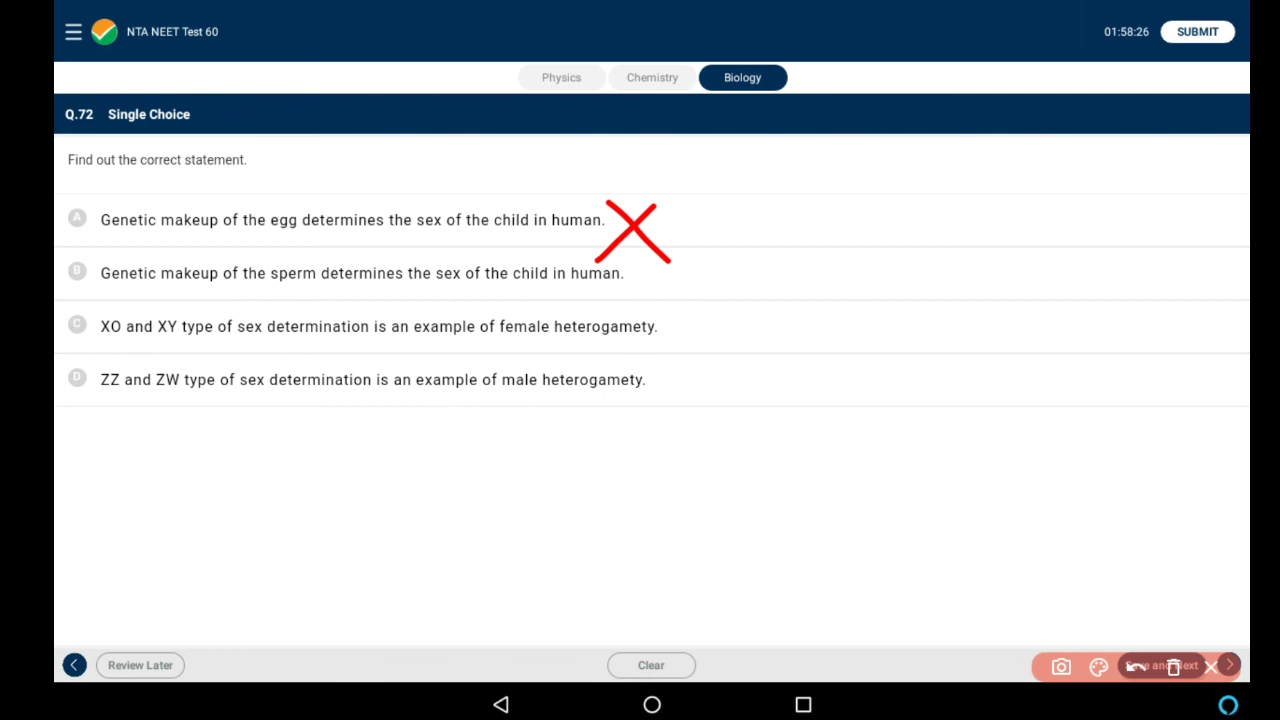 NTA NEET Test 60
01:58:26
SUBMIT
Physics
Chemistry
Biology
Q.72 Single Choice
Find out the correct statement.
A Genetic makeup of the egg determines the sex of the child in human.
B Genetic makeup of the sperm determines the sex of the child in human.
C XO and XY type of sex determination is an example of female heterogamety.
D ZZ and ZW type of sex determination is an example of male heterogamety.
Review Later
Clear